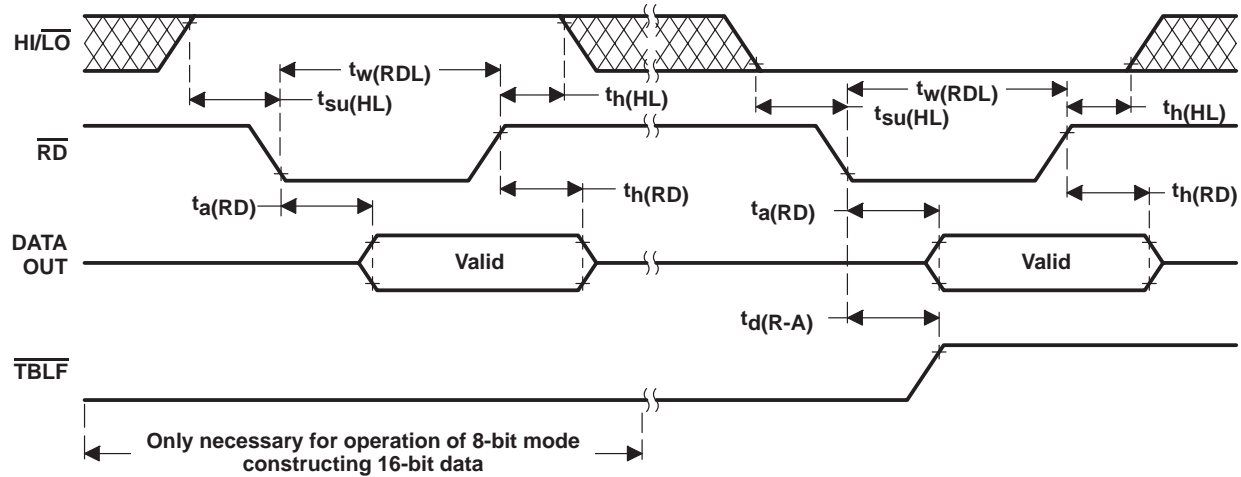 HI/LO
tw(RDL)
tw(RDL)
tsu(HL)
th(HL)
tsu(HL)
th(HL)
RD
ta(RD)
th(RD)
ta(RD)
th(RD)
DATA
OUT
Valid
Valid
td(R-A)
TBLF
Only necessary for operation of 8-bit mode
constructing 16-bit data